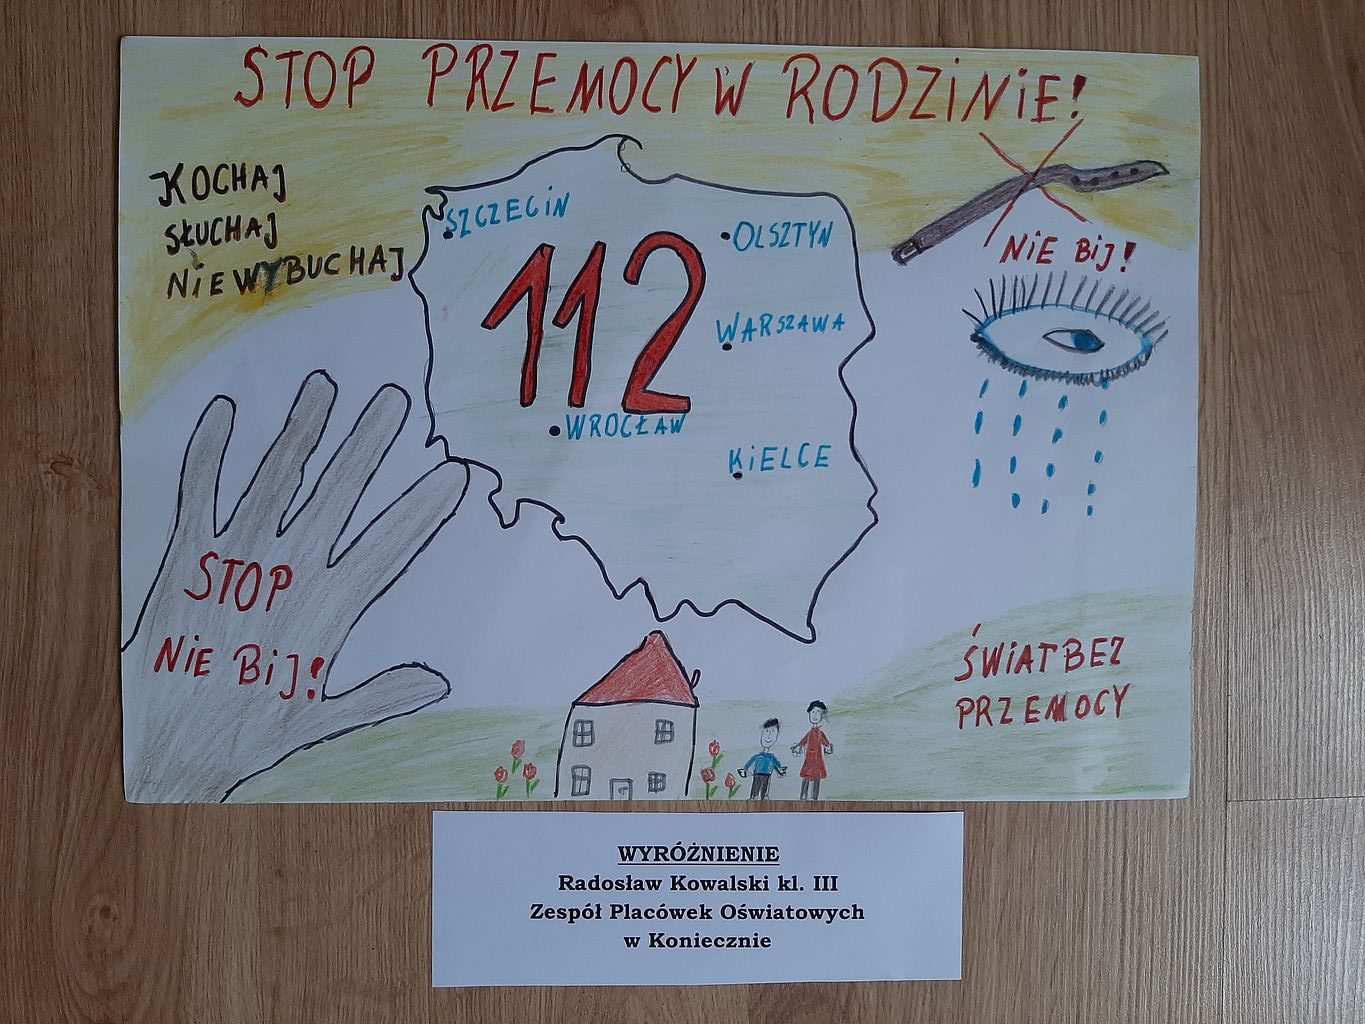 STOP PRZEMOCY W RODZiNiE!
KOCHAJ
SŁUCHAJ
NiE WYBUCHAJ
SZCZECiN
OLSZTYN
112
WARSZAWA
WROCŁAW
KiELCE
NiE BiJ!
STOP
NiE BiJ!
ŚWiAT BEZ
PRZEMOCY
WYRÓŻNIENIE
Radosław Kowalski kl. III
Zespół Placówek Oświatowych
w Koniecznie